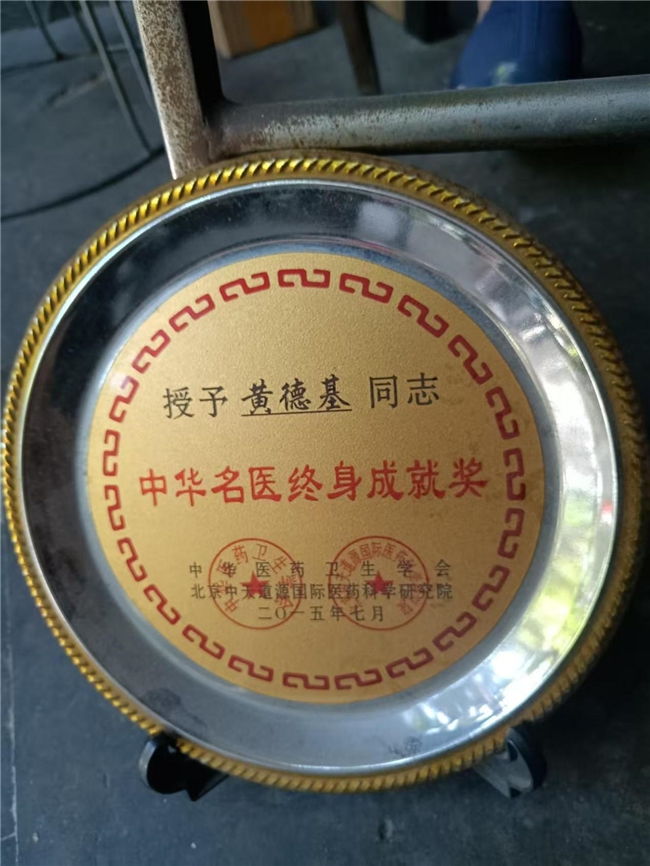 授予 黄德基 同志
中华名医终身成就奖
中华医药卫生学会
北京中天道源国际医药科学研究院
二〇一五年七月